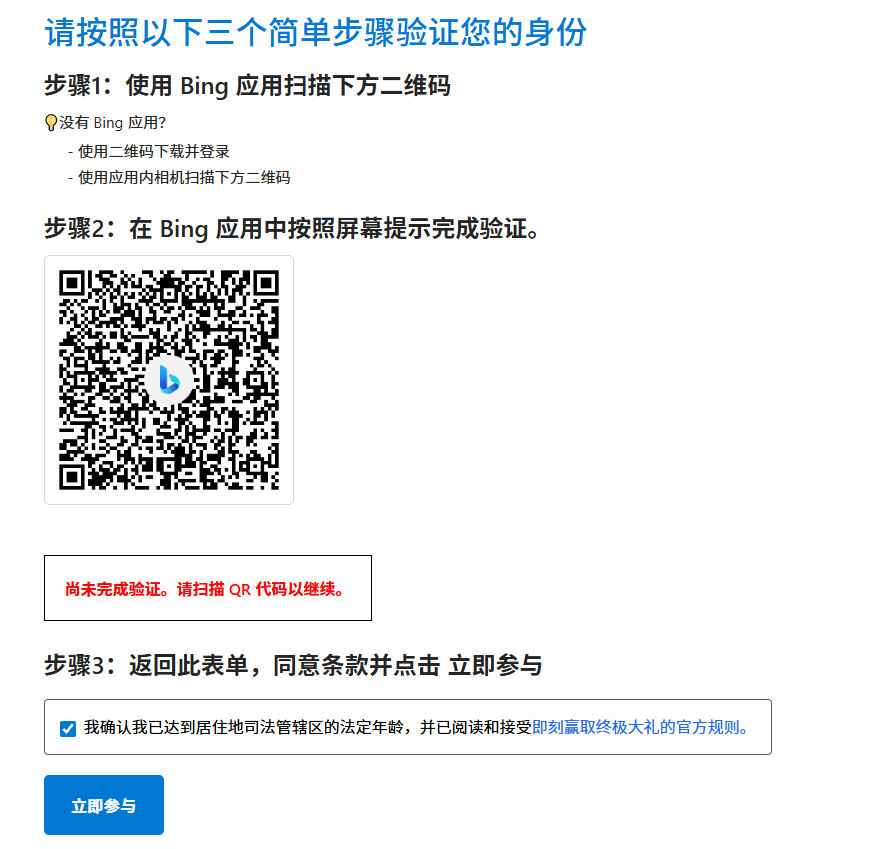 请按照以下三个简单步骤验证您的身份
步骤1：使用 Bing 应用扫描下方二维码
没有 Bing 应用？
- 使用二维码下载并登录
- 使用应用内相机扫描下方二维码
步骤2：在 Bing 应用中按照屏幕提示完成验证。
尚未完成验证。请扫描 QR 代码以继续。
步骤3：返回此表单，同意条款并点击 立即参与
我确认我已达到居住地司法管辖区的法定年龄，并已阅读和接受即刻赢取终极大礼的官方规则。
立即参与